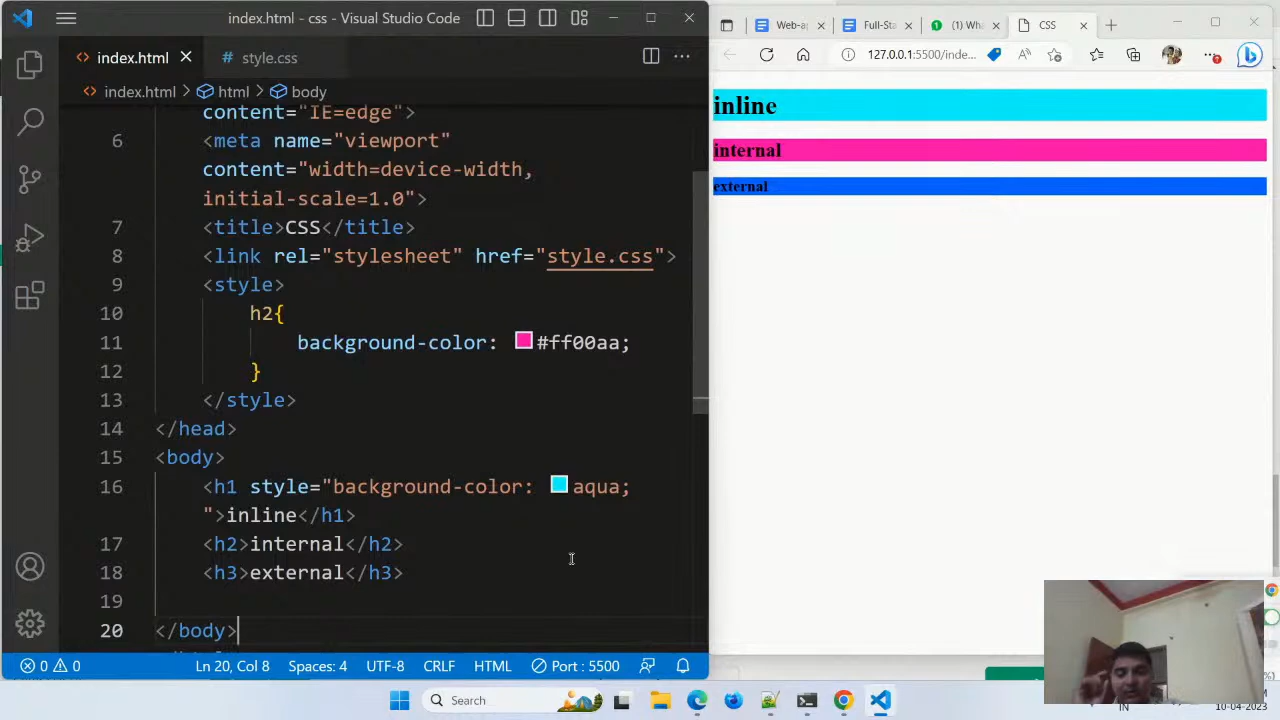 index.html - css - Visual Studio Code
index.html
style.css
index.html > html > body
content="IE=edge">
6 <meta name="viewport"
content="width=device-width,
initial-scale=1.0">
7 <title>CSS</title>
8 <link rel="stylesheet" href="style.css">
9 <style>
10 h2{
11 background-color: #ff00aa;
12 }
13 </style>
14 </head>
15 <body>
16 <h1 style="background-color: aqua;
">inline</h1>
17 <h2>internal</h2>
18 <h3>external</h3>
19
20 </body>
0 0 Ln 20, Col 8 Spaces: 4 UTF-8 CRLF HTML Port : 5500
Web-ap
Full-Sta
(1) Wh
CSS
127.0.0.1:5500/inde...
inline
internal
external
Search
IN
10-04-2023